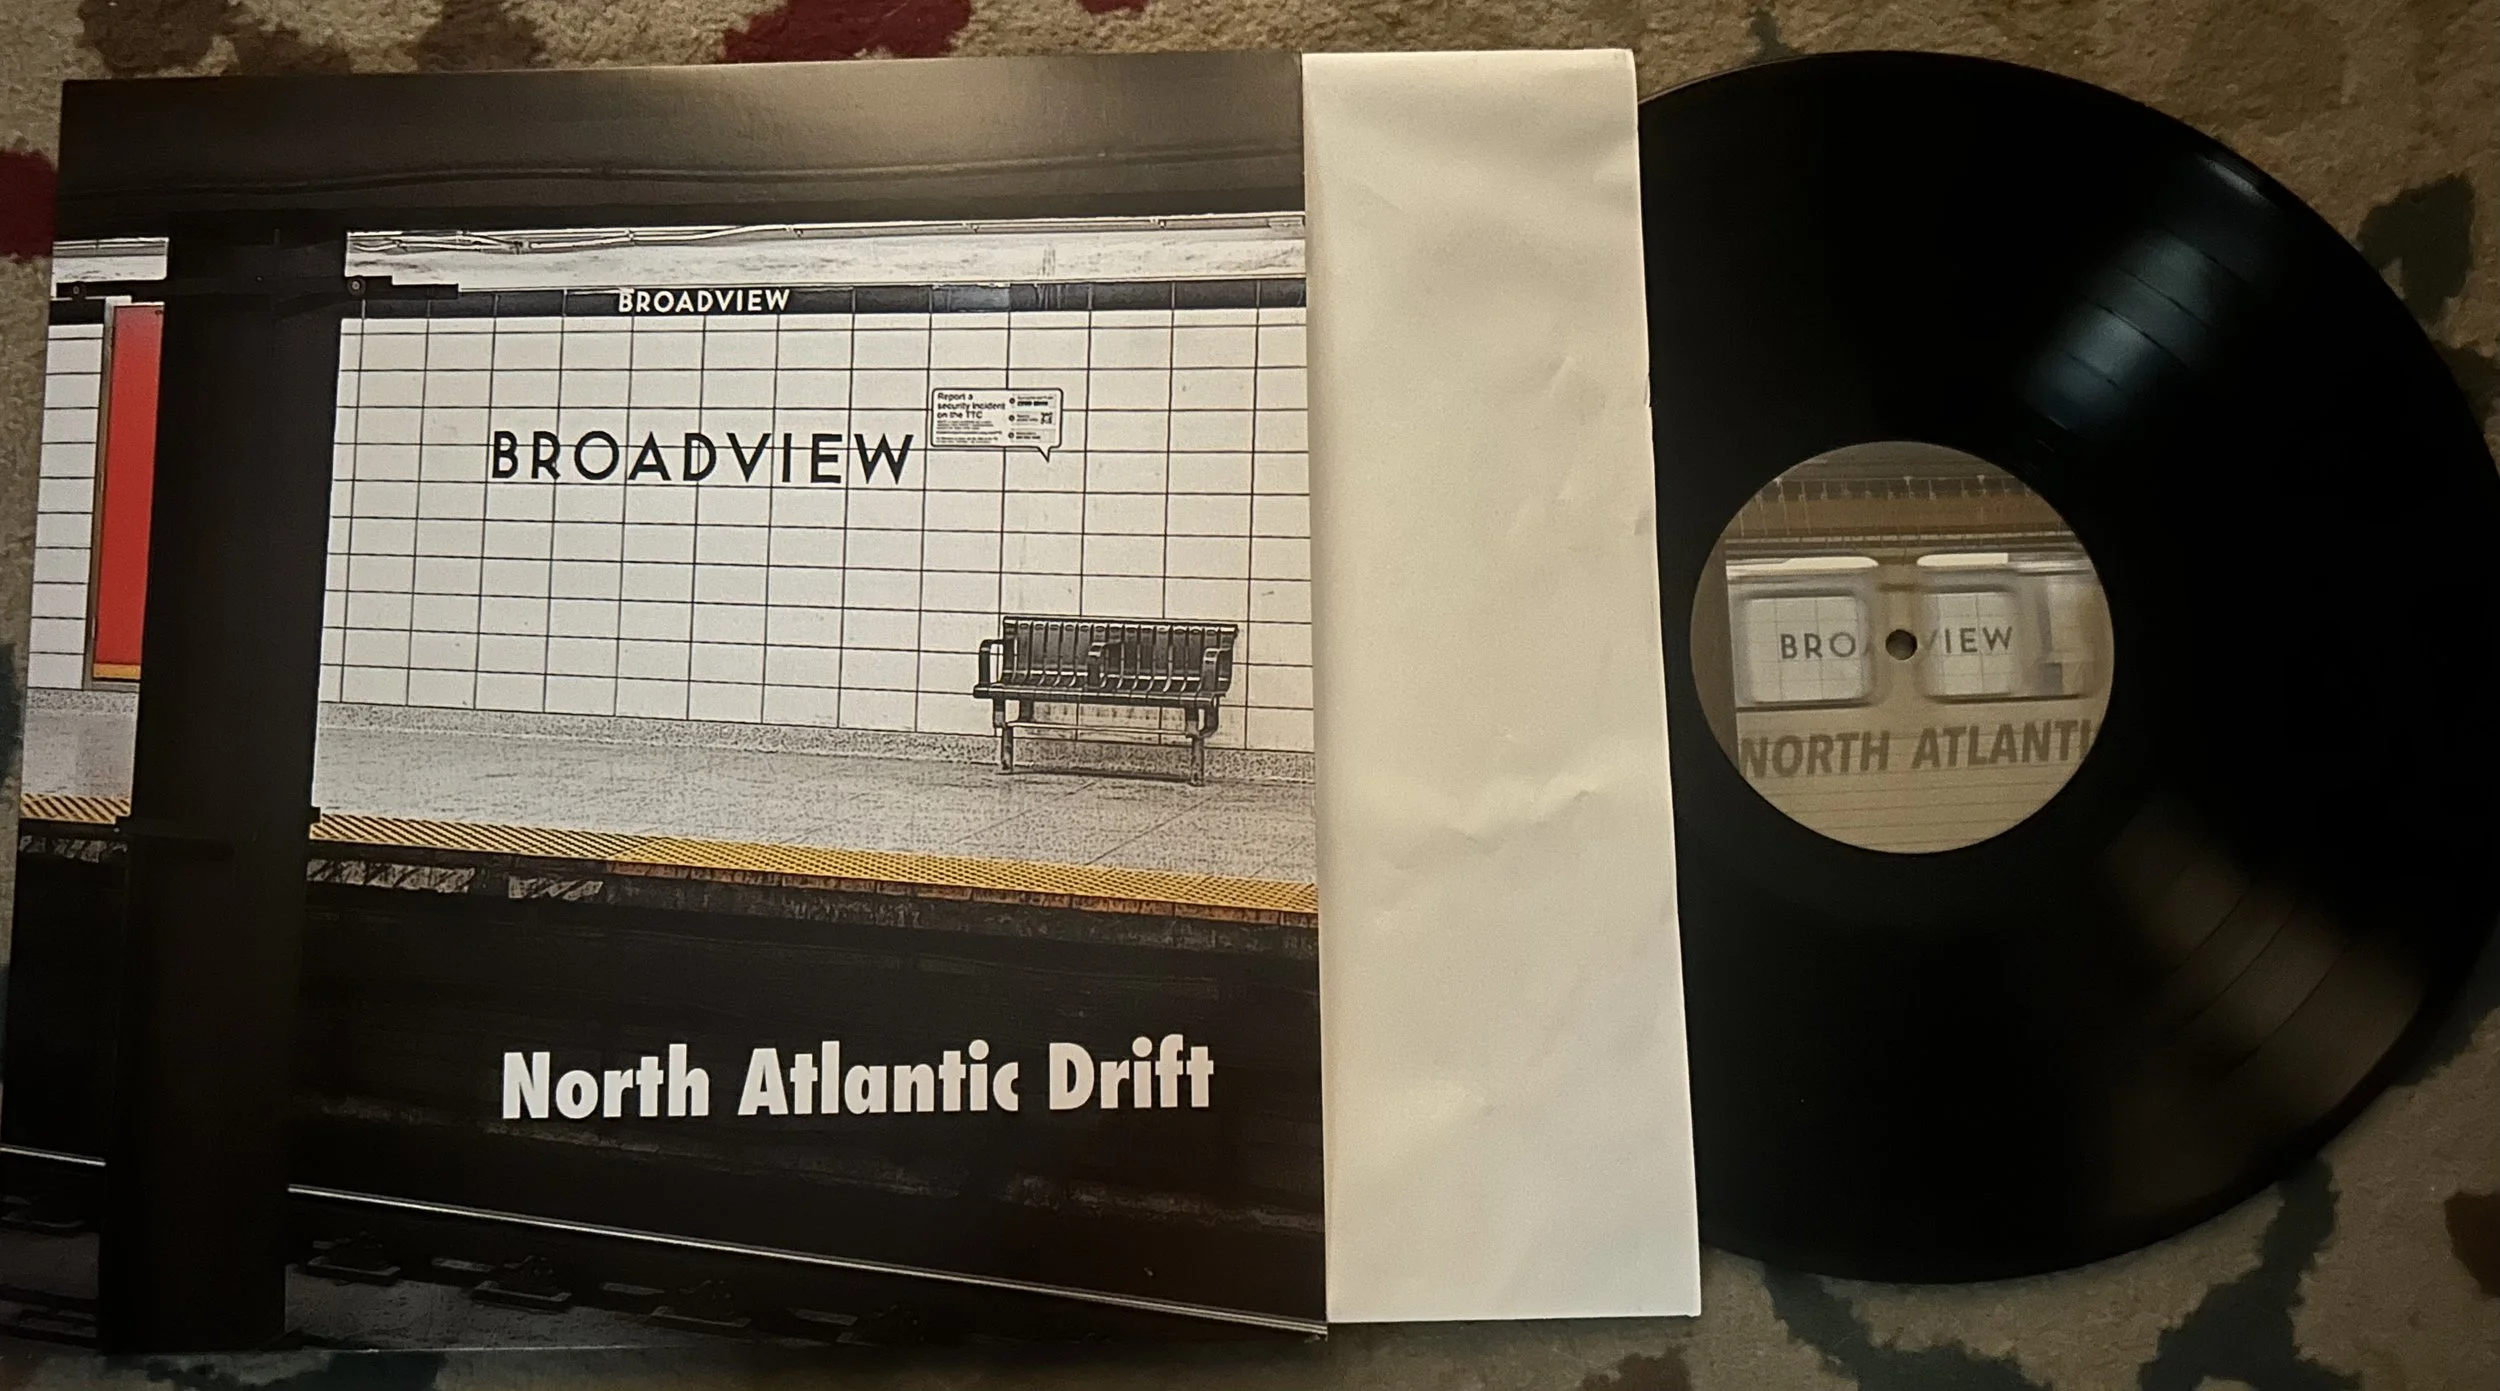 BROADVIEW
Report a
security incident
on the TTC
BROADVIEW
North Atlantic Drift
BRO VIEW
NORTH ATLANTI